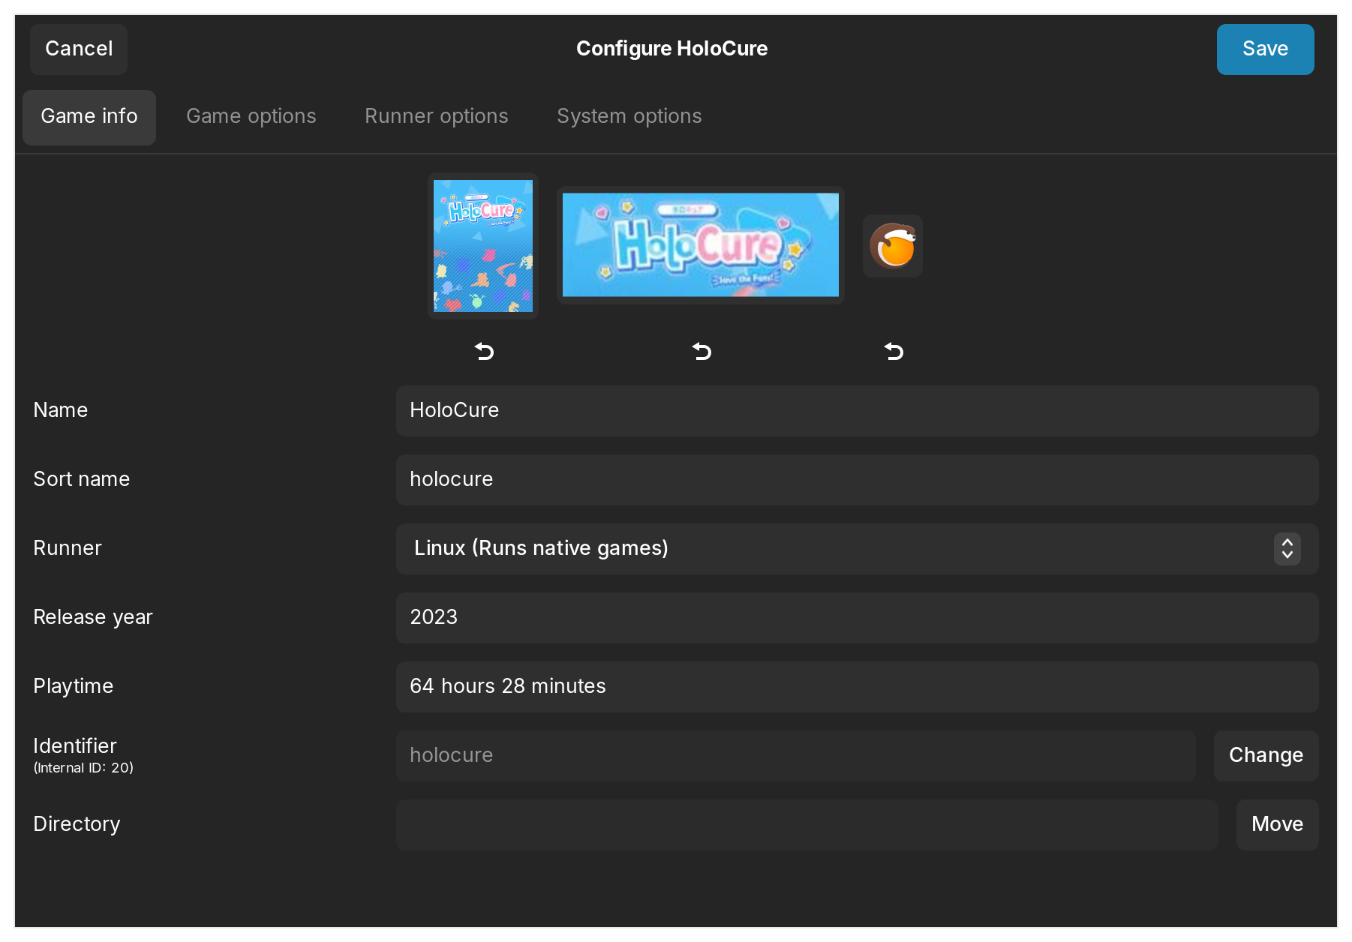 Cancel
Configure HoloCure
Save
Game info
Game options
Runner options
System options
HoloCure
HoloCure
Save the Fans!
Name
HoloCure
Sort name
holocure
Runner
Linux (Runs native games)
Release year
2023
Playtime
64 hours 28 minutes
Identifier
(Internal ID: 20)
holocure
Change
Directory
Move